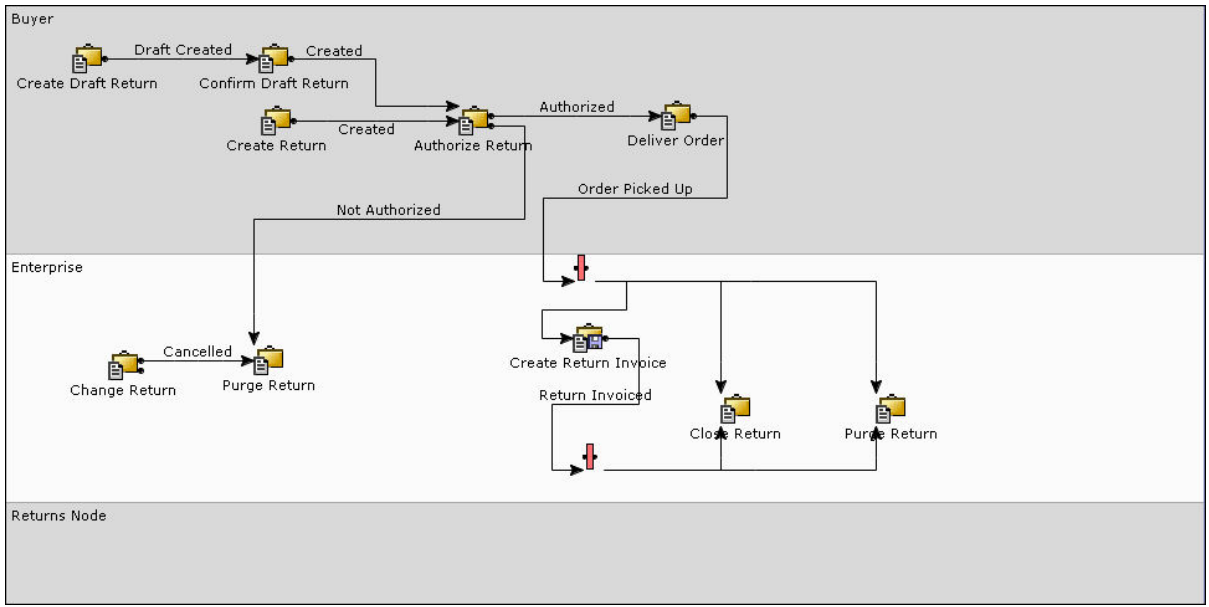 Buyer
Draft Created
Created
Create Draft Return
Confirm Draft Return
Authorized
Created
Create Return
Authorize Return
Deliver Order
Order Picked Up
Not Authorized
Enterprise
Cancelled
Create Return Invoice
Change Return
Purge Return
Return Invoiced
Close Return
Purge Return
Returns Node